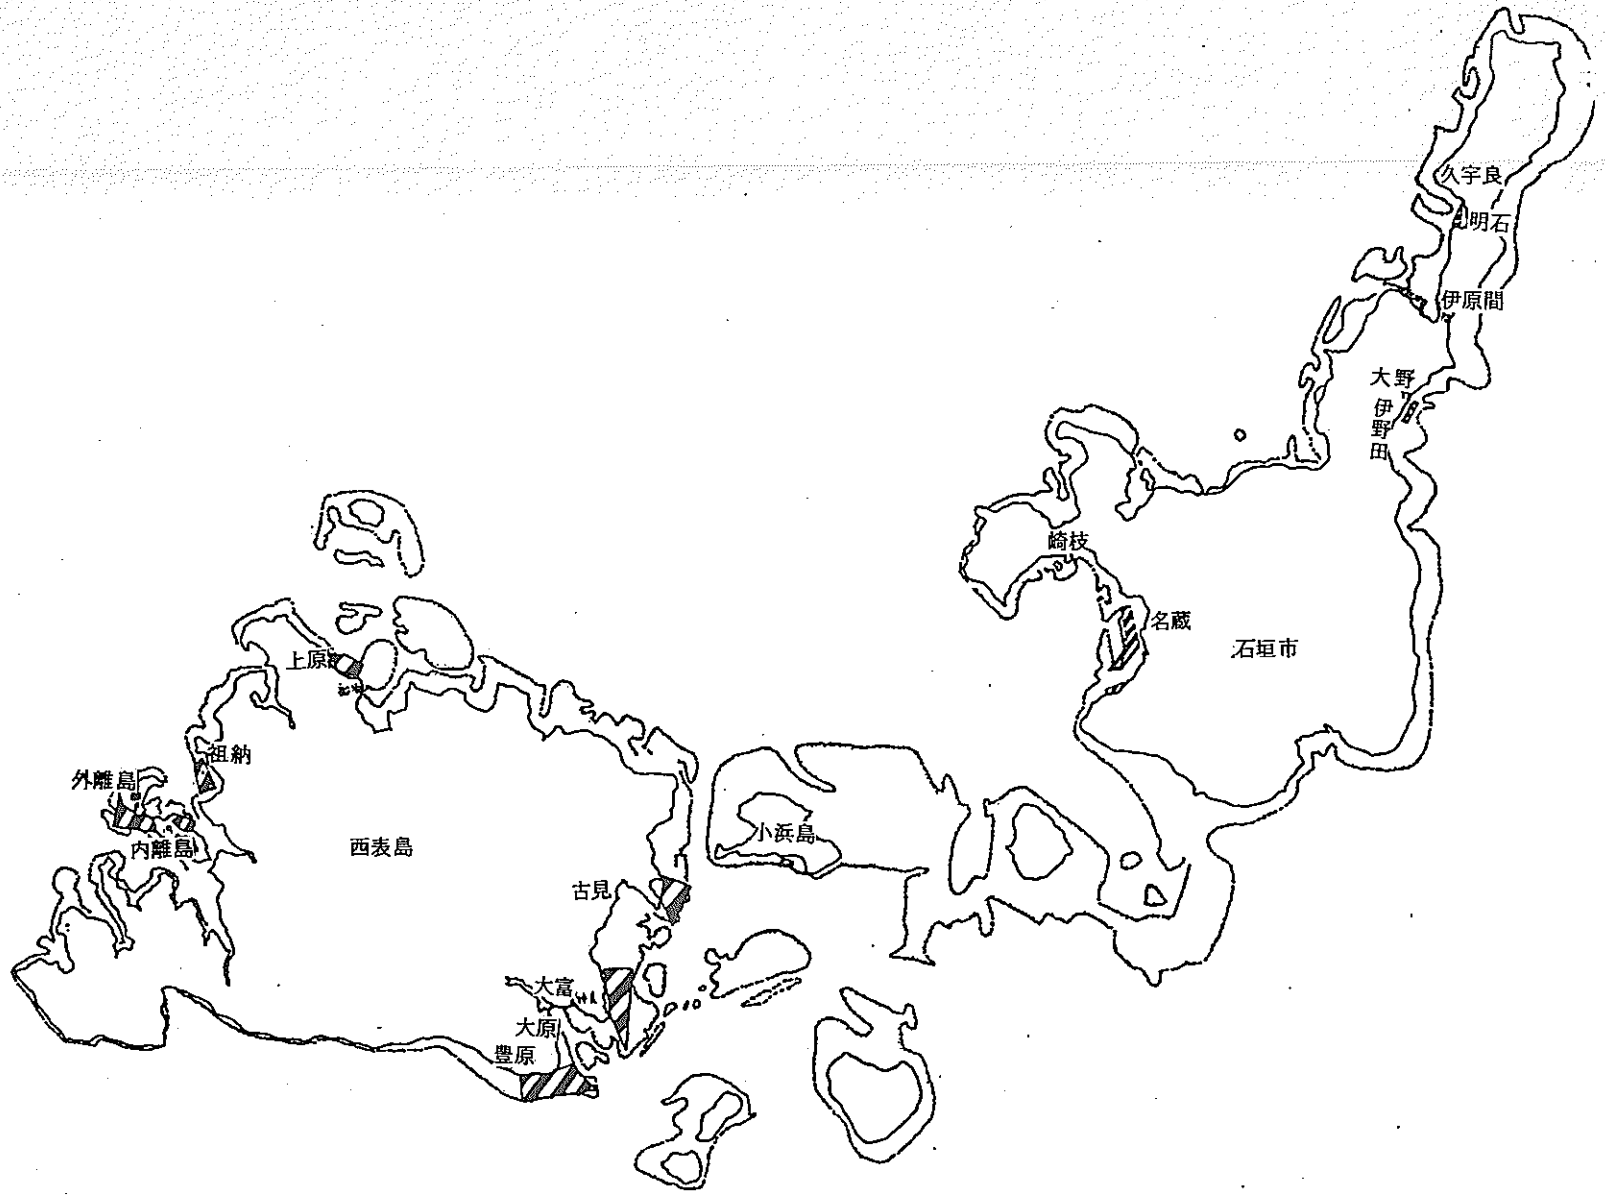 久宇良
明石
伊原間
大野
伊野田
崎枝
名蔵
石垣市
上原
祖納
外離島
内離島
西表島
小浜島
古見
大富
大原
豊原